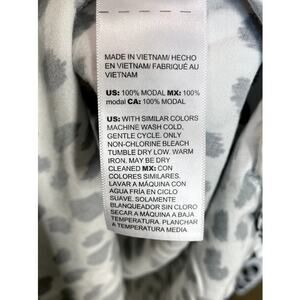 MADE IN VIETNAM/ HECHO
EN VIETNAM/ FABRIQUÉ AU
VIETNAM
US: 100% MODAL MX: 100%
modal CA: 100% MODAL
US: WITH SIMILAR COLORS
MACHINE WASH COLD,
GENTLE CYCLE. ONLY
NON-CHLORINE BLEACH
TUMBLE DRY LOW. WARM
IRON. MAY BE DRY
CLEANED MX: CON
COLORES SIMILARES.
LAVAR A MÁQUINA CON
AGUA FRÍA EN CICLO
SUAVE. SOLAMENTE
BLANQUEADOR SIN CLORO
SECAR A MÁQUINA A BAJA
TEMPERATURA. PLANCHAR
A TEMPERATURA MEDIA